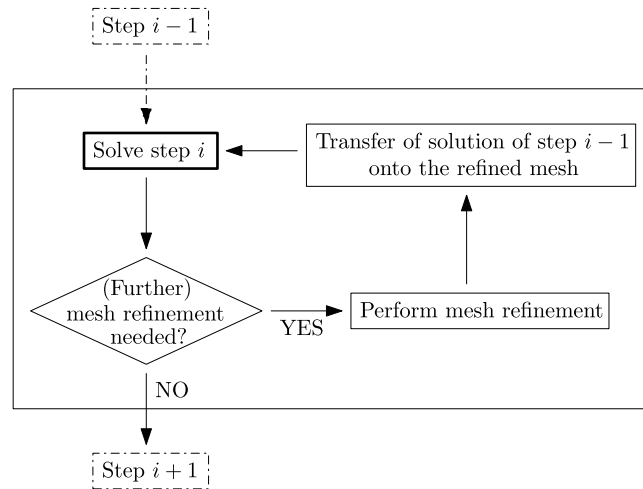 Step i − 1
Solve step i
Transfer of solution of step i − 1
onto the refined mesh
(Further)
mesh refinement
needed?
YES
Perform mesh refinement
NO
Step i + 1